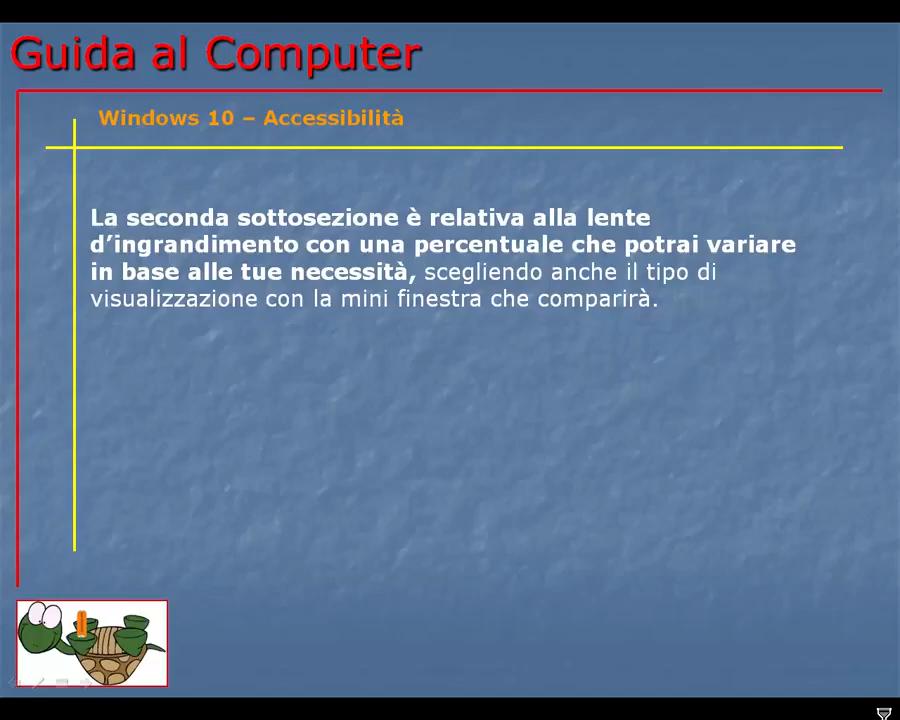 Guida al Computer
Windows 10 – Accessibilità
La seconda sottosezione è relativa alla lente
d’ingrandimento con una percentuale che potrai variare
in base alle tue necessità, scegliendo anche il tipo di
visualizzazione con la mini finestra che comparirà.